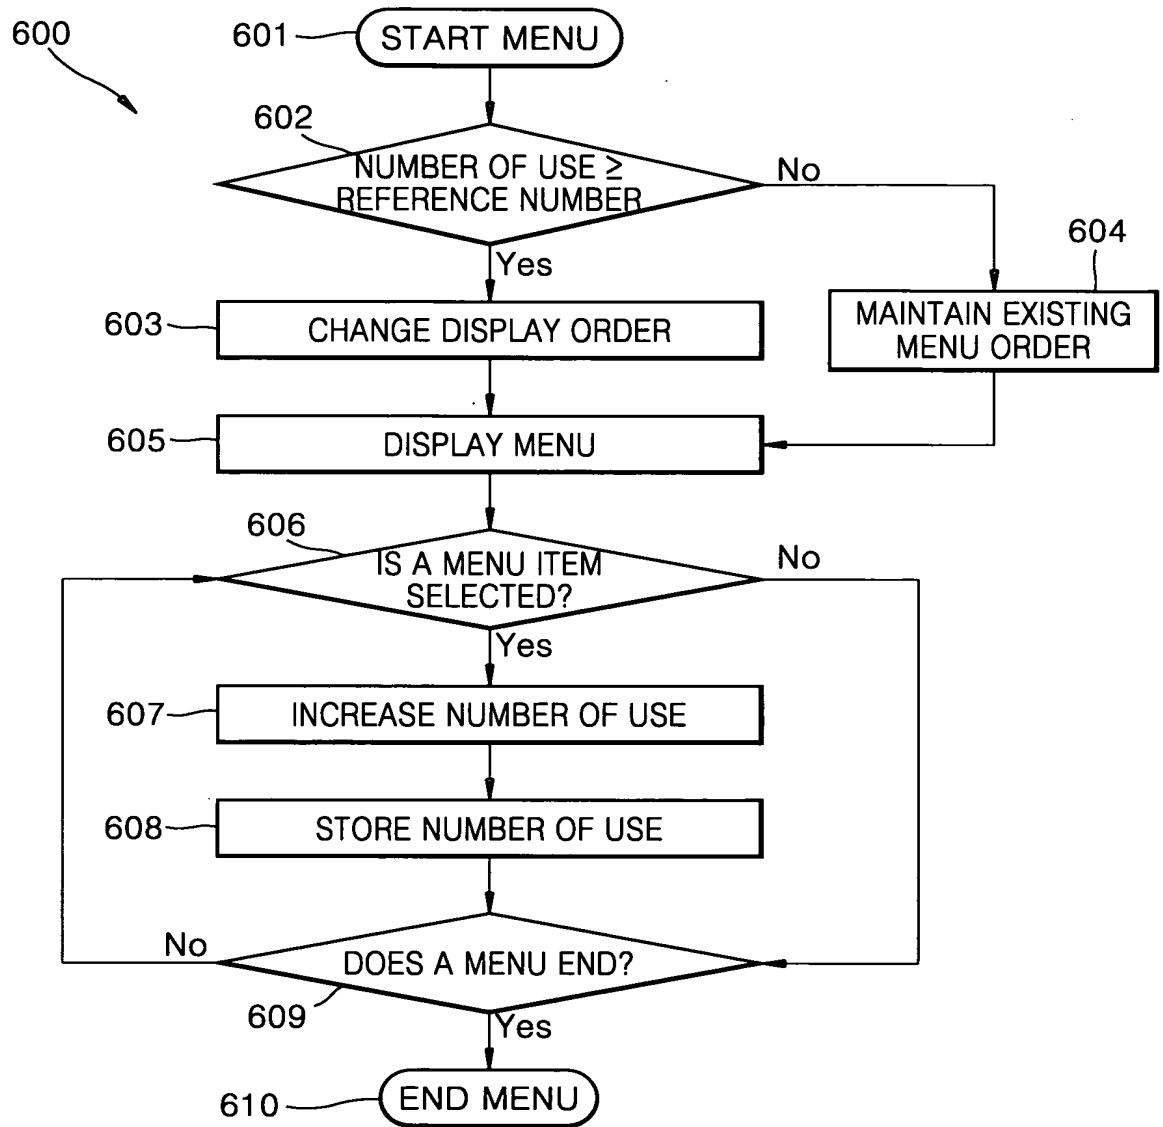 600
601
START MENU
602
NUMBER OF USE ≥
REFERENCE NUMBER
No
Yes
604
603
CHANGE DISPLAY ORDER
MAINTAIN EXISTING
MENU ORDER
605
DISPLAY MENU
606
IS A MENU ITEM
SELECTED?
No
Yes
607
INCREASE NUMBER OF USE
608
STORE NUMBER OF USE
No
DOES A MENU END?
609
Yes
610
END MENU